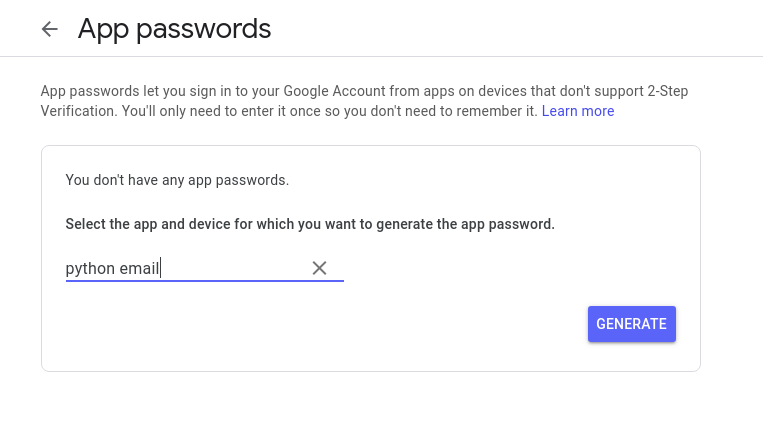 App passwords
App passwords let you sign in to your Google Account from apps on devices that don't support 2-Step
Verification. You'll only need to enter it once so you don't need to remember it. Learn more
You don't have any app passwords.
Select the app and device for which you want to generate the app password.
python email
GENERATE